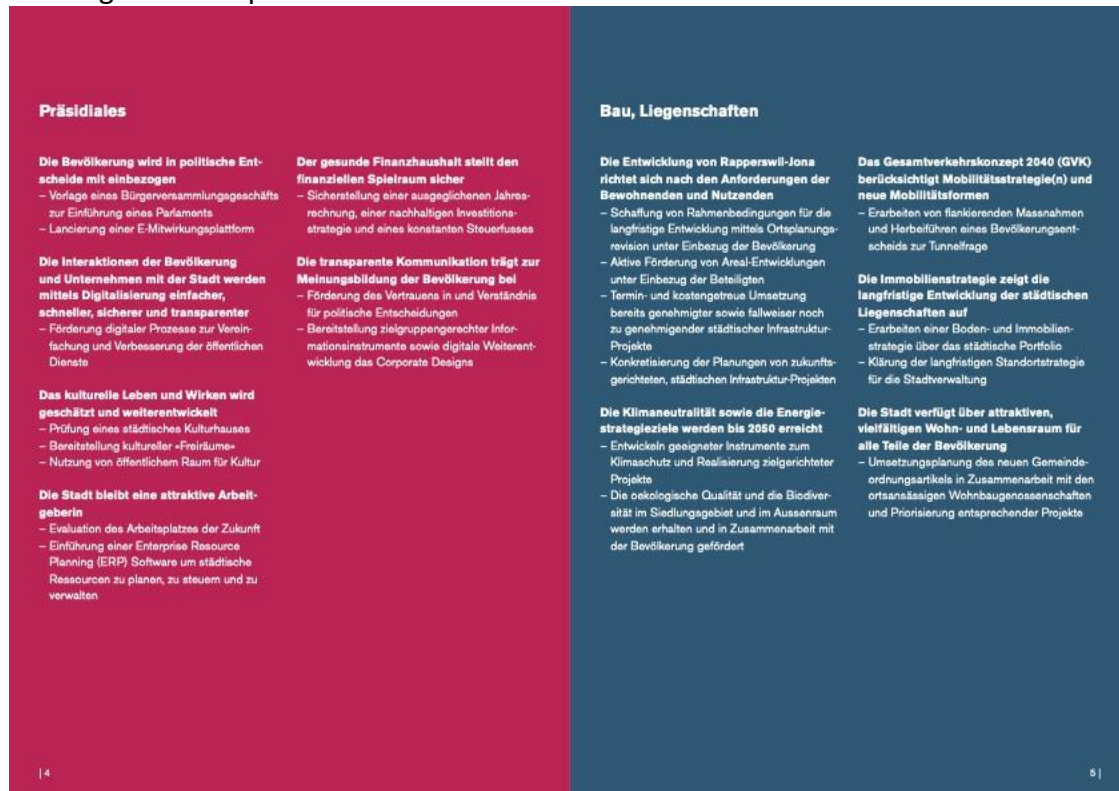 Präsidiales
Die Bevölkerung wird in politische Ent-
scheide mit einbezogen
– Vorlage eines Bürgerversammlungsgeschäfts
zur Einführung eines Parlaments
– Lancierung einer E-Mitwirkungsplattform
Die Interaktionen der Bevölkerung
und Unternehmen mit der Stadt werden
mittels Digitalisierung einfacher,
schneller, sicherer und transparenter
– Förderung digitaler Prozesse zur Verein-
fachung und Verbesserung der öffentlichen
Dienste
Das kulturelle Leben und Wirken wird
geschätzt und weiterentwickelt
– Prüfung eines städtisches Kulturhauses
– Bereitstellung kultureller «Freiräume»
– Nutzung von öffentlichem Raum für Kultur
Die Stadt bleibt eine attraktive Arbeit-
geberin
– Evaluation des Arbeitsplatzes der Zukunft
– Einführung einer Enterprise Resource
Planning (ERP) Software um städtische
Ressourcen zu planen, zu steuern und zu
verwalten
Der gesunde Finanzhaushalt stellt den
finanziellen Spielraum sicher
– Sicherstellung einer ausgeglichenen Jahres-
rechnung, einer nachhaltigen Investitions-
strategie und eines konstanten Steuerfusses
Die transparente Kommunikation trägt zur
Meinungsbildung der Bevölkerung bei
– Förderung des Vertrauens in und Verständnis
für politische Entscheidungen
– Bereitstellung zielgruppengerechter Infor-
mationsinstrumente sowie digitale Weiterent-
wicklung das Corporate Designs
| 4
Bau, Liegenschaften
Die Entwicklung von Rapperswil-Jona
richtet sich nach den Anforderungen der
Bewohnenden und Nutzenden
– Schaffung von Rahmenbedingungen für die
langfristige Entwicklung mittels Ortsplanungs-
revision unter Einbezug der Bevölkerung
– Aktive Förderung von Areal-Entwicklungen
unter Einbezug der Beteiligten
– Termin- und kostengetreue Umsetzung
bereits genehmigter sowie fallweiser noch
zu genehmigender städtischer Infrastruktur-
Projekte
– Konkretisierung der Planungen von zukunfts-
gerichteten, städtischen Infrastruktur-Projekten
Die Klimaneutralität sowie die Energie-
strategieziele werden bis 2050 erreicht
– Entwickeln geeigneter Instrumente zum
Klimaschutz und Realisierung zielgerichteter
Projekte
– Die oekologische Qualität und die Biodiver-
sität im Siedlungsgebiet und im Aussenraum
werden erhalten und in Zusammenarbeit mit
der Bevölkerung gefördert
Das Gesamtverkehrskonzept 2040 (GVK)
berücksichtigt Mobilitätsstrategie(n) und
neue Mobilitätsformen
– Erarbeiten von flankierenden Massnahmen
und Herbeiführen eines Bevölkerungsent-
scheids zur Tunnelfrage
Die Immobilienstrategie zeigt die
langfristige Entwicklung der städtischen
Liegenschaften auf
– Erarbeiten einer Boden- und Immobilien-
strategie über das städtische Portfolio
– Klärung der langfristigen Standortstrategie
für die Stadtverwaltung
Die Stadt verfügt über attraktiven,
vielfältigen Wohn- und Lebensraum für
alle Teile der Bevölkerung
– Umsetzungsplanung des neuen Gemeinde-
ordnungsartikels in Zusammenarbeit mit den
ortsansässigen Wohnbaugenossenschaften
und Priorisierung entsprechender Projekte
5 |